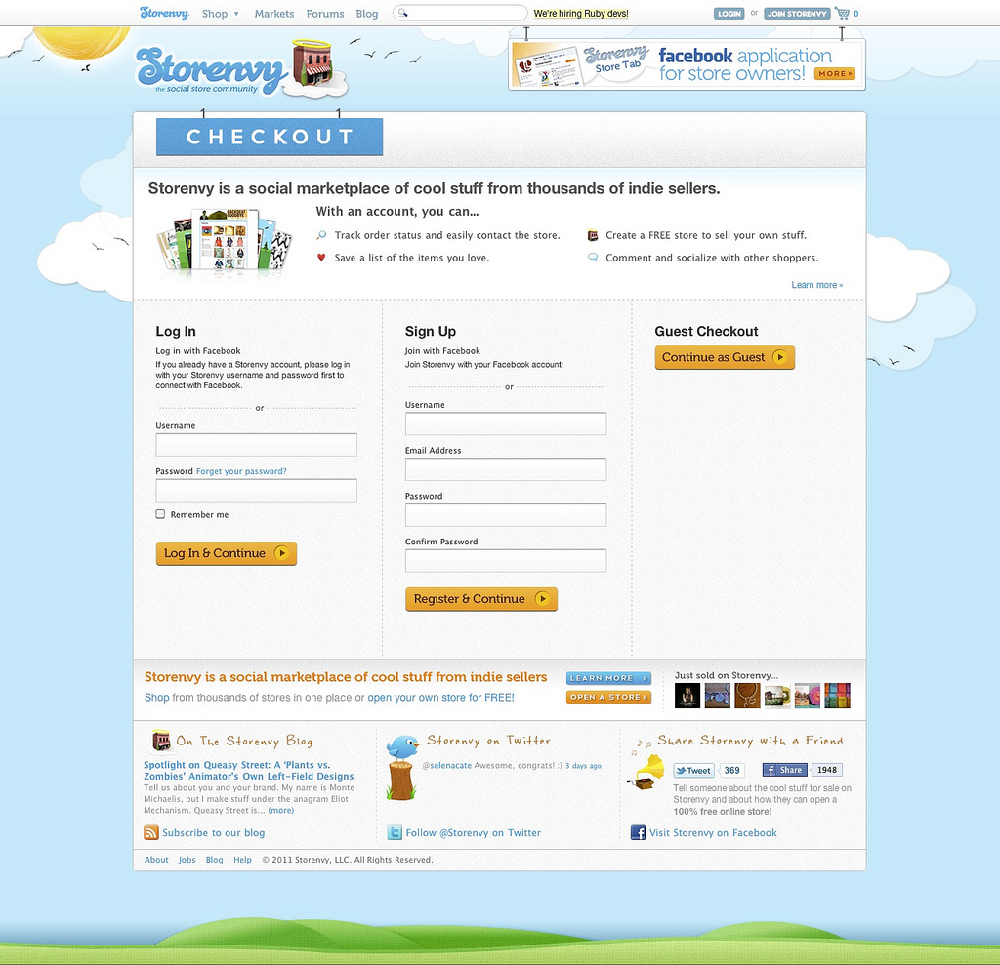 Storenvy Shop ▼ Markets Forums Blog We're hiring Ruby devs! LOGIN or JOIN STORENVY 0
Storenvy
the social store community
Storenvy
Store Tab
facebook application
for store owners! MORE »
CHECKOUT
Storenvy is a social marketplace of cool stuff from thousands of indie sellers.
With an account, you can...
Track order status and easily contact the store. Create a FREE store to sell your own stuff.
Save a list of the items you love. Comment and socialize with other shoppers.
Learn more »
Log In
Log in with Facebook
If you already have a Storenvy account, please log in
with your Storenvy username and password first to
connect with Facebook.
or
Username
Password Forget your password?
Remember me
Log In & Continue
Sign Up
Join with Facebook
Join Storenvy with your Facebook account!
or
Username
Email Address
Password
Confirm Password
Register & Continue
Guest Checkout
Continue as Guest
Storenvy is a social marketplace of cool stuff from indie sellers
Shop from thousands of stores in one place or open your own store for FREE!
LEARN MORE »
OPEN A STORE »
Just sold on Storenvy...
On The Storenvy Blog
Spotlight on Queasy Street: A 'Plants vs.
Zombies' Animator's Own Left-Field Designs
Tell us about you and your brand. My name is Monte
Michaelis, but I make stuff under the anagram Eliot
Mechanism. Queasy Street is... (more)
Subscribe to our blog
Storenvy on Twitter
@selenacate Awesome, congrats! :) 3 days ago
Follow @Storenvy on Twitter
Share Storenvy with a Friend
Tweet 369 Share 1948
Tell someone about the cool stuff for sale on
Storenvy and about how they can open a
100% free online store!
Visit Storenvy on Facebook
About Jobs Blog Help © 2011 Storenvy, LLC. All Rights Reserved.